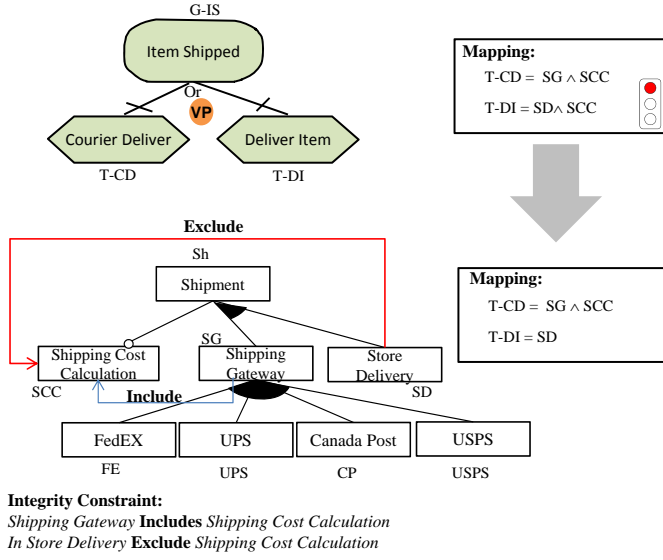 G-IS
Item Shipped
Or
VP
Courier Deliver
Deliver Item
T-CD
T-DI
Mapping:
T-CD = SG ∧ SCC
T-DI = SD∧ SCC
Exclude
Sh
Shipment
SG
Shipping Cost
Calculation
Shipping
Gateway
Store
Delivery
SCC
Include
SD
FedEX
UPS
Canada Post
USPS
FE
UPS
CP
USPS
Mapping:
T-CD = SG ∧ SCC
T-DI = SD
Integrity Constraint:
Shipping Gateway Includes Shipping Cost Calculation
In Store Delivery Exclude Shipping Cost Calculation